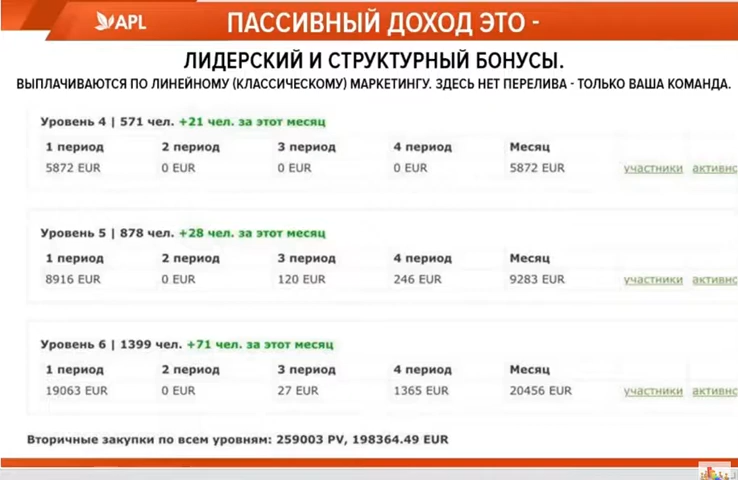 APL
ПАССИВНЫЙ ДОХОД ЭТО -
ЛИДЕРСКИЙ И СТРУКТУРНЫЙ БОНУСЫ.
ВЫПЛАЧИВАЮТСЯ ПО ЛИНЕЙНОМУ (КЛАССИЧЕСКОМУ) МАРКЕТИНГУ. ЗДЕСЬ НЕТ ПЕРЕЛИВА - ТОЛЬКО ВАША КОМАНДА.
Уровень 4 | 571 чел. +21 чел. за этот месяц
1 период 2 период 3 период 4 период Месяц
5872 EUR 0 EUR 0 EUR 0 EUR 5872 EUR участники активно
Уровень 5 | 878 чел. +28 чел. за этот месяц
1 период 2 период 3 период 4 период Месяц
8916 EUR 0 EUR 120 EUR 246 EUR 9283 EUR участники активно
Уровень 6 | 1399 чел. +71 чел. за этот месяц
1 период 2 период 3 период 4 период Месяц
19063 EUR 0 EUR 27 EUR 1365 EUR 20456 EUR участники активно
Вторичные закупки по всем уровням: 259003 PV, 198364.49 EUR